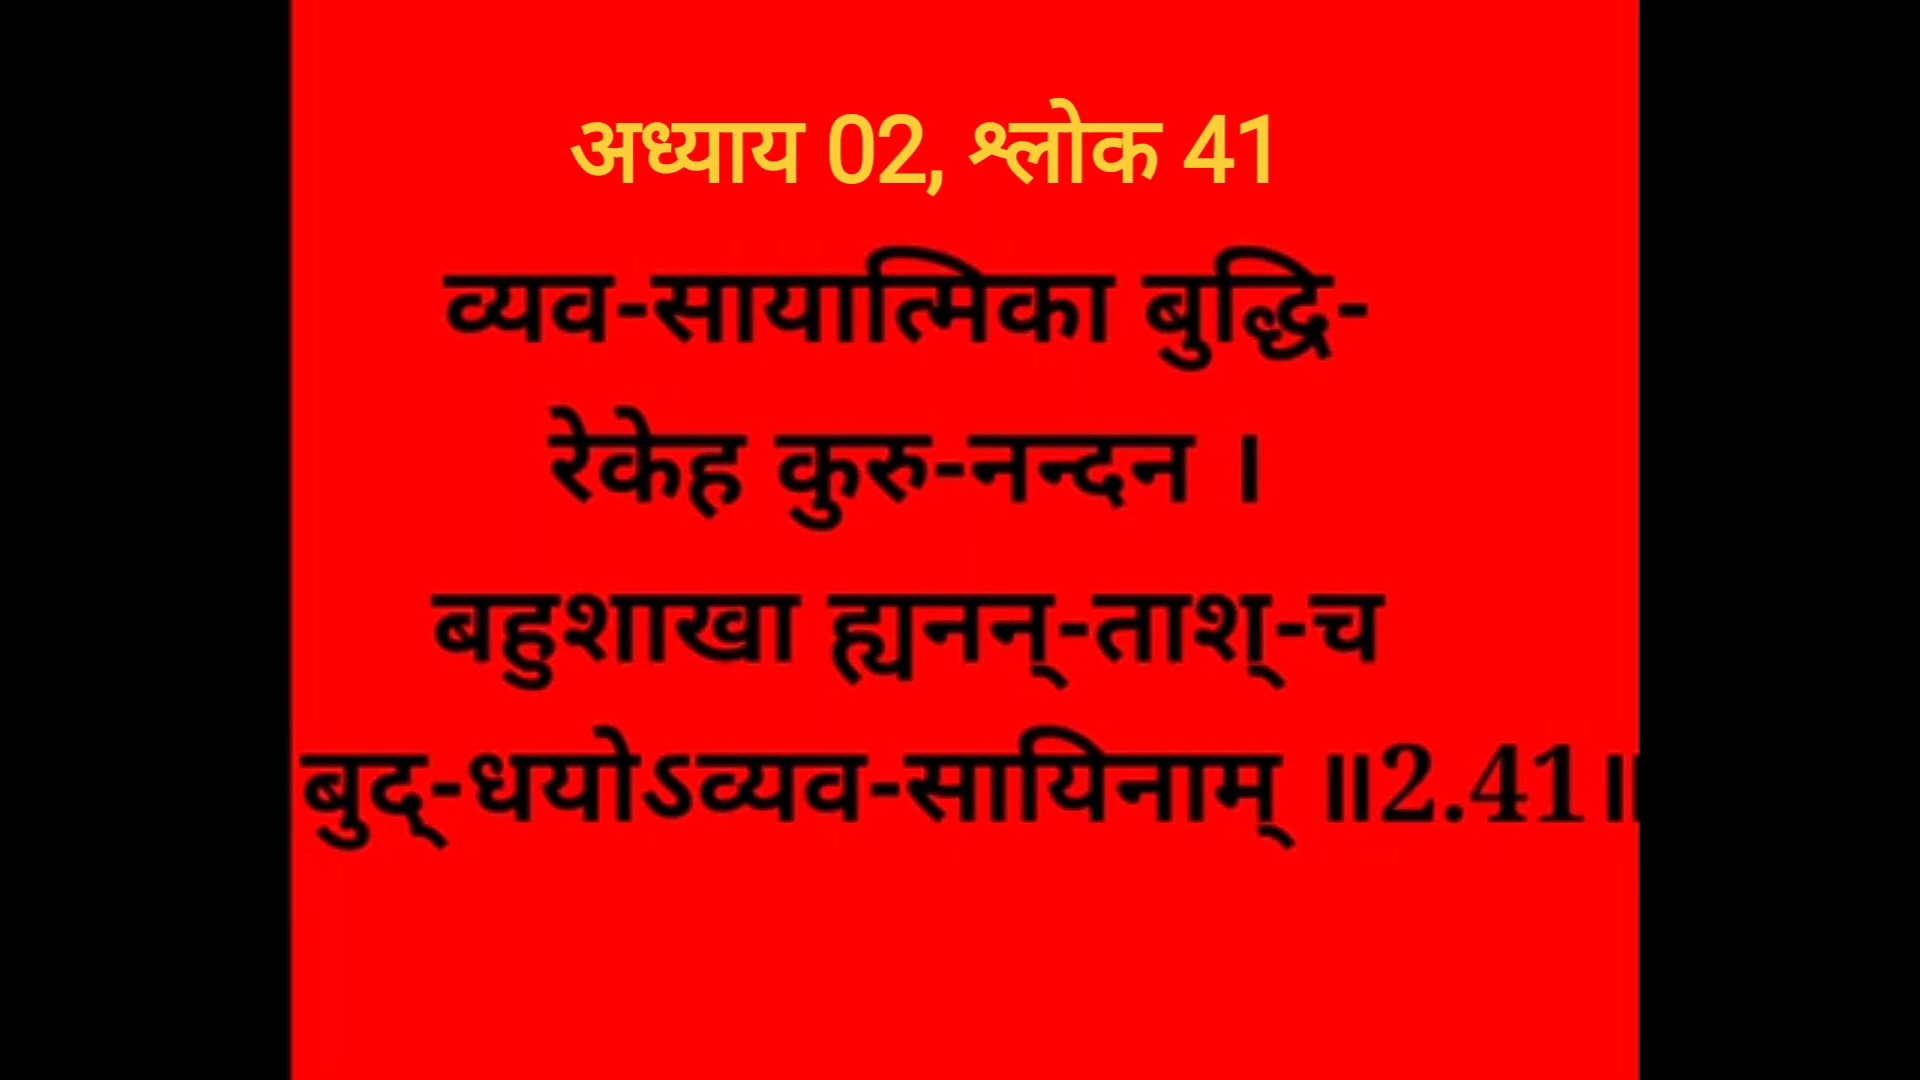 अध्याय 02, श्लोक 41
व्यव-सायात्मिका बुद्धि-
रेकेह कुरु-नन्दन ।
बहुशाखा ह्यनन्-ताश्-च
बुद्-धयोऽव्यव-सायिनाम् ॥2.41॥